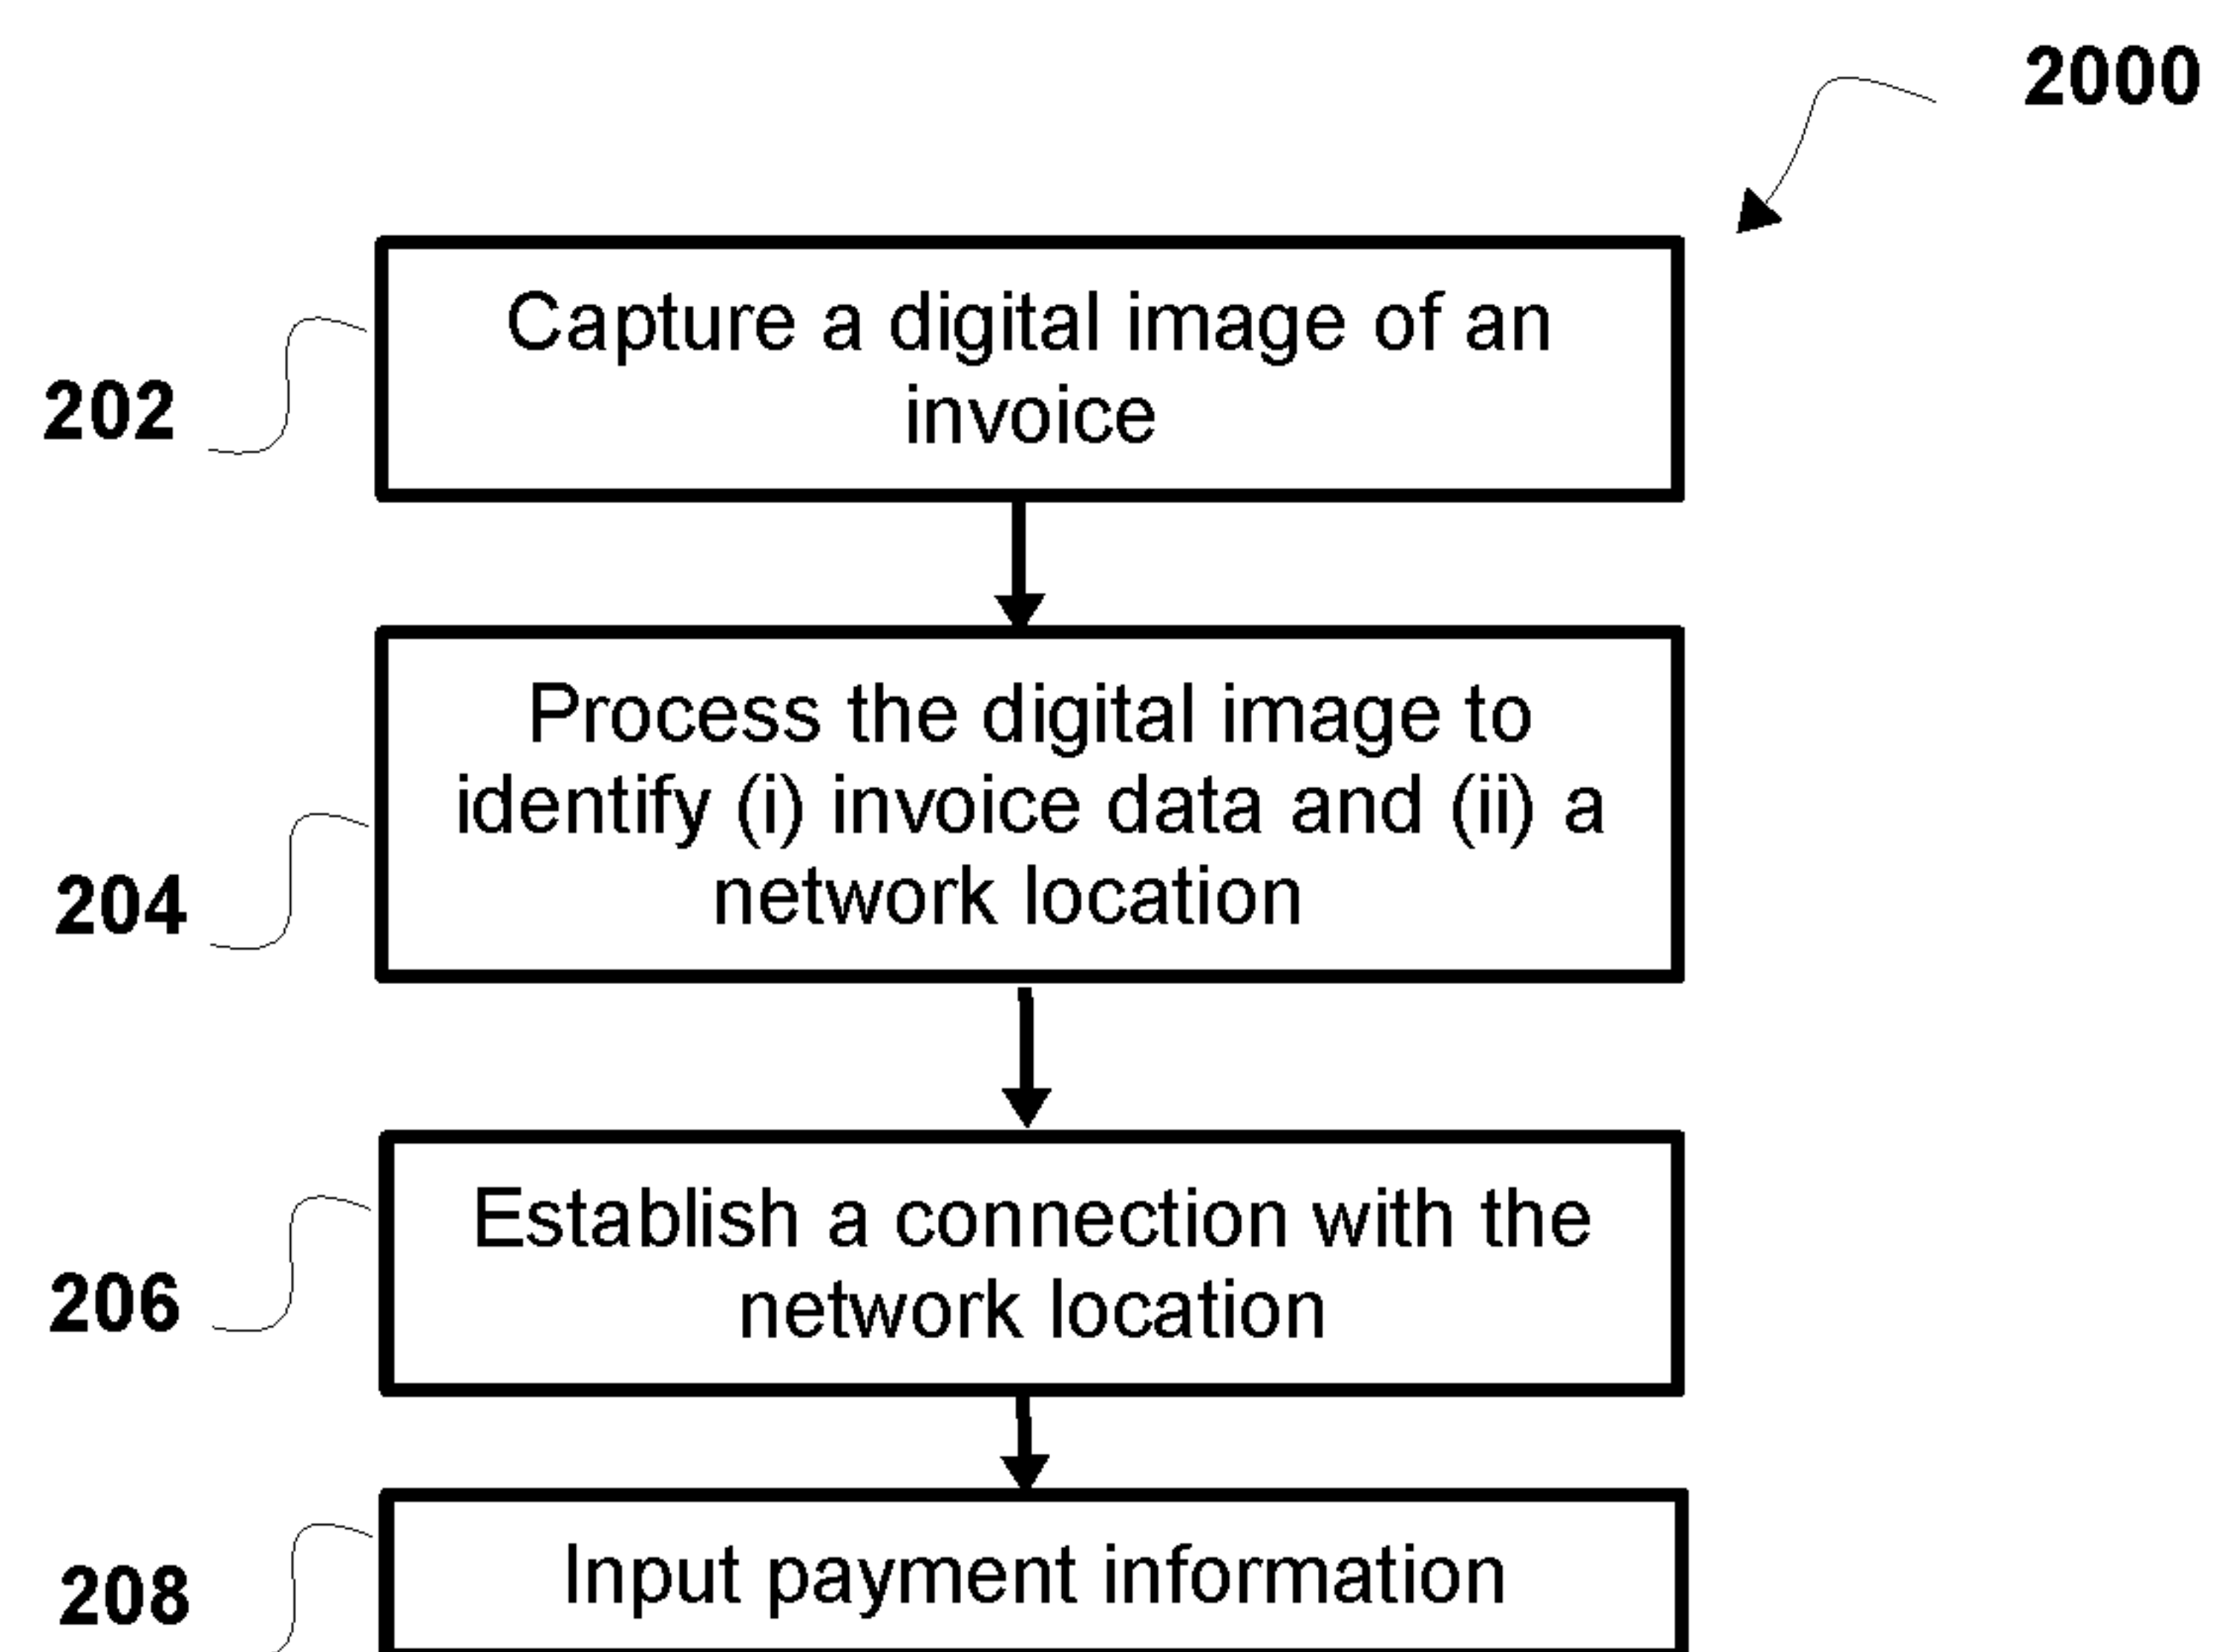 2000
Capture a digital image of an
invoice
202
Process the digital image to
identify (i) invoice data and (ii) a
network location
204
Establish a connection with the
network location
206
Input payment information
208